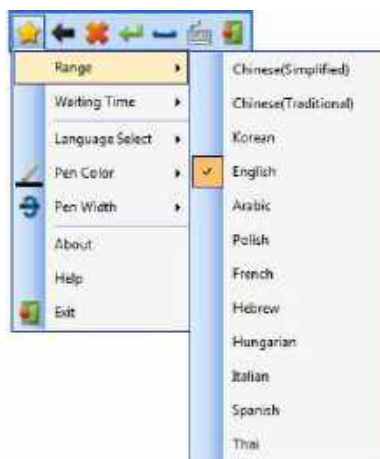 Range
Waiting Time
Language Select
Pen Color
Pen Width
About
Help
Exit
Chinese(Simplified)
Chinese(Traditional)
Korean
English
Arabic
Polish
French
Hebrew
Hungarian
Italian
Spanish
Thai